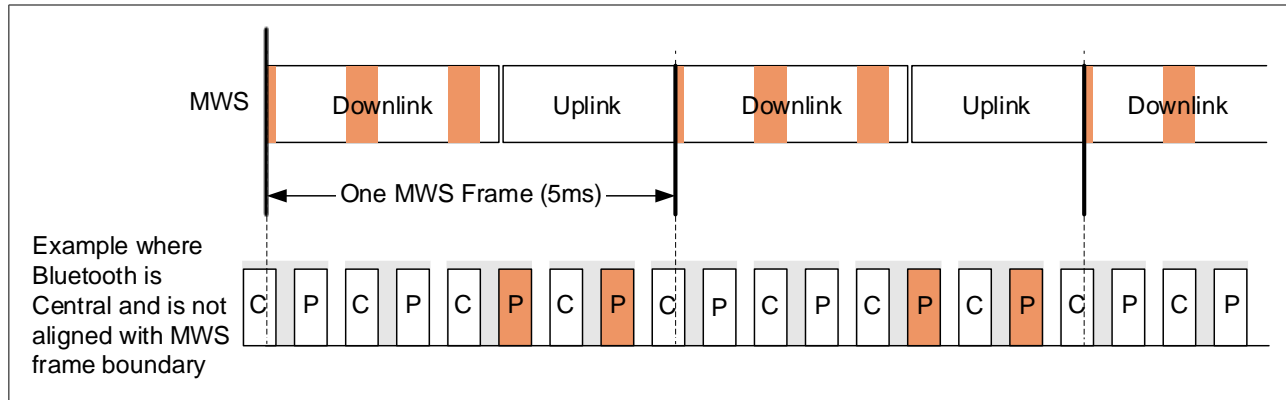 MWS
Downlink Uplink Downlink Uplink Downlink
One MWS Frame (5ms)
Example where
Bluetooth is
Central and is not
aligned with MWS
frame boundary
C P C P C P C P C P C P C P C P C P C P